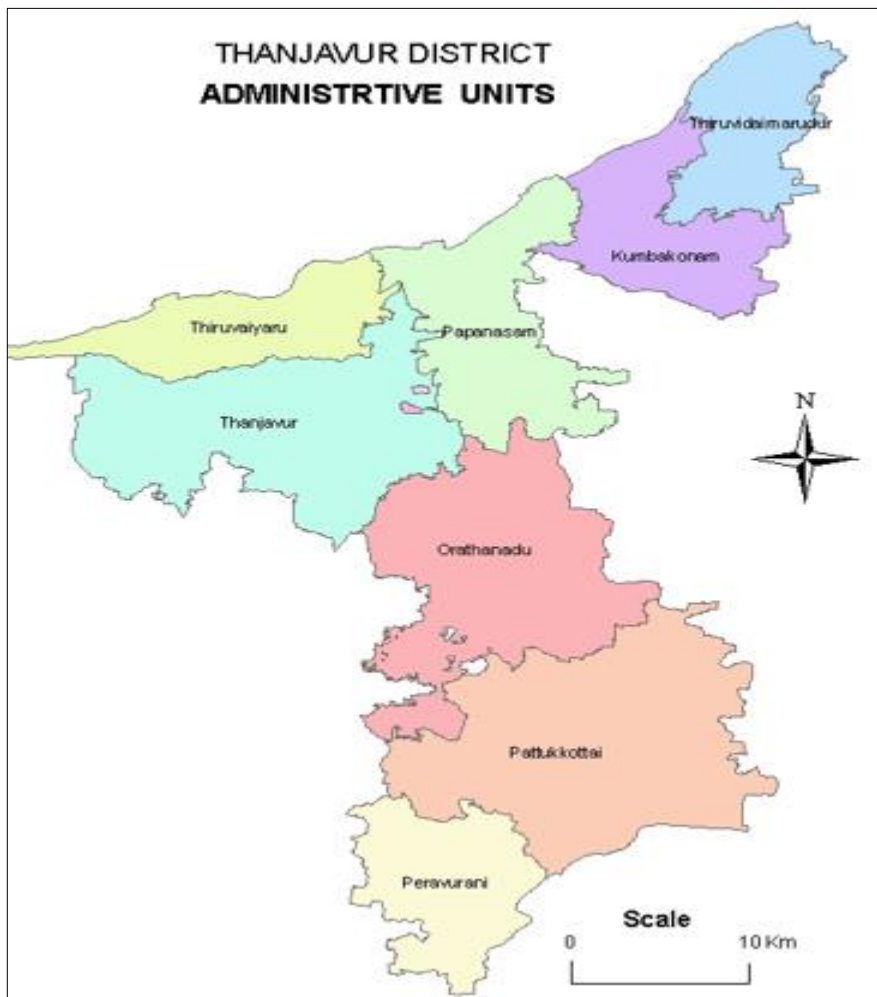 THANJAVUR DISTRICT
ADMINISTRTIVE UNITS
Thiruvidaimarudur
Kumbakonam
Thiruvaiyaru
Papanasam
Thanjavur
N
Orathanadu
Pattukkottai
Peravurani
Scale
0 10 Km